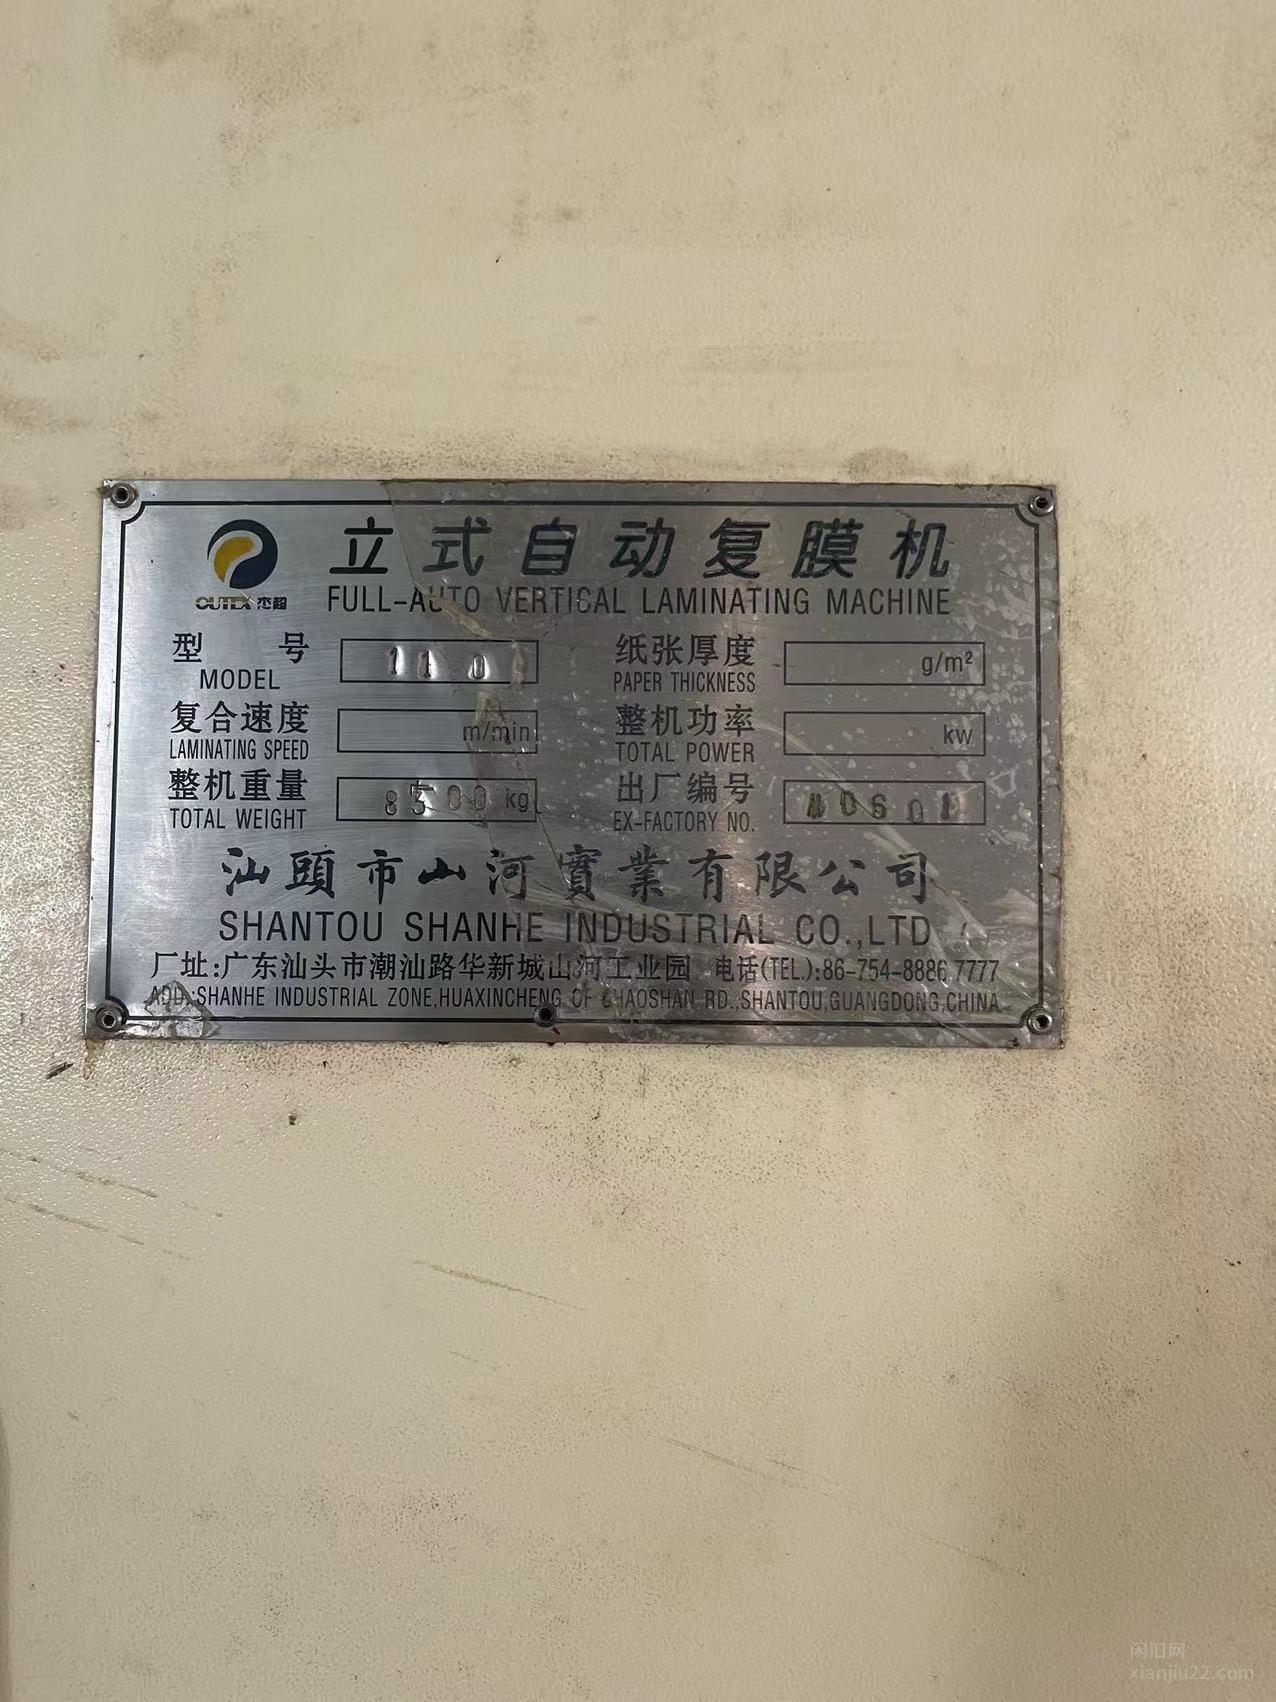 OUTEX 杰超
立式自动复膜机
FULL-AUTO VERTICAL LAMINATING MACHINE
型 号
MODEL
纸张厚度 g/m²
PAPER THICKNESS
复合速度 m/min
LAMINATING SPEED
整机功率 kw
TOTAL POWER
整机重量 8500 kg
TOTAL WEIGHT
出厂编号
EX-FACTORY NO.
汕頭市山河實業有限公司
SHANTOU SHANHE INDUSTRIAL CO.,LTD
厂址:广东汕头市潮汕路华新城山河工业园 电话(TEL.):86-754-8886 7777
ADD.:SHANHE INDUSTRIAL ZONE,HUAXINCHENG OF CHAOSHAN RD.,SHANTOU,GUANGDONG,CHINA
闲旧网
xianjiu22.com